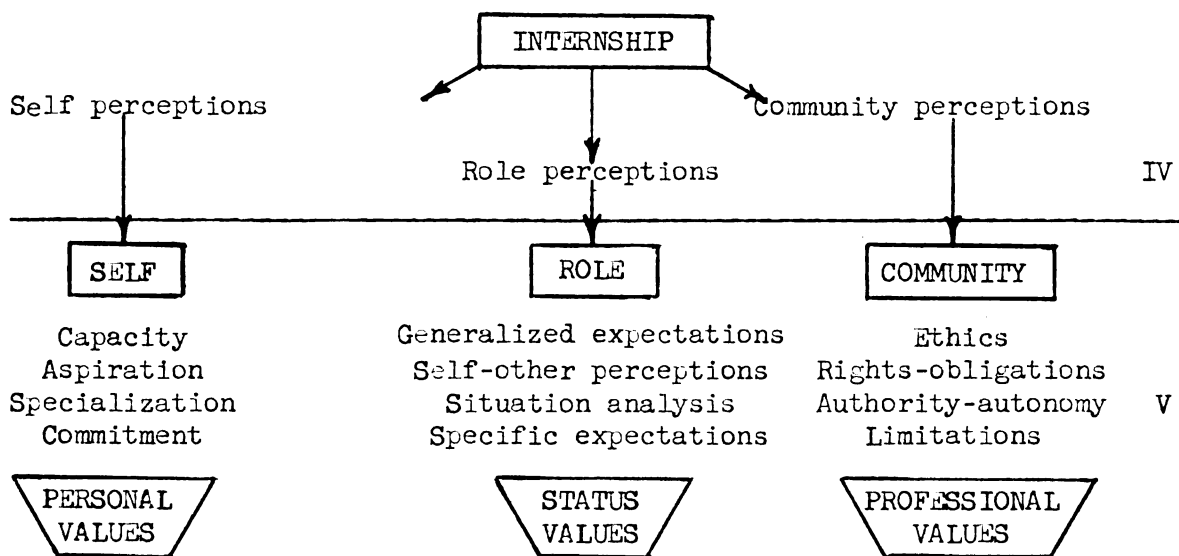 INTERNSHIP
Self perceptions
Community perceptions
Role perceptions
IV
SELF
ROLE
COMMUNITY
Capacity
Aspiration
Specialization
Commitment
Generalized expectations
Self-other perceptions
Situation analysis
Specific expectations
Ethics
Rights-obligations
Authority-autonomy
Limitations
V
PERSONAL
VALUES
STATUS
VALUES
PROFESSIONAL
VALUES